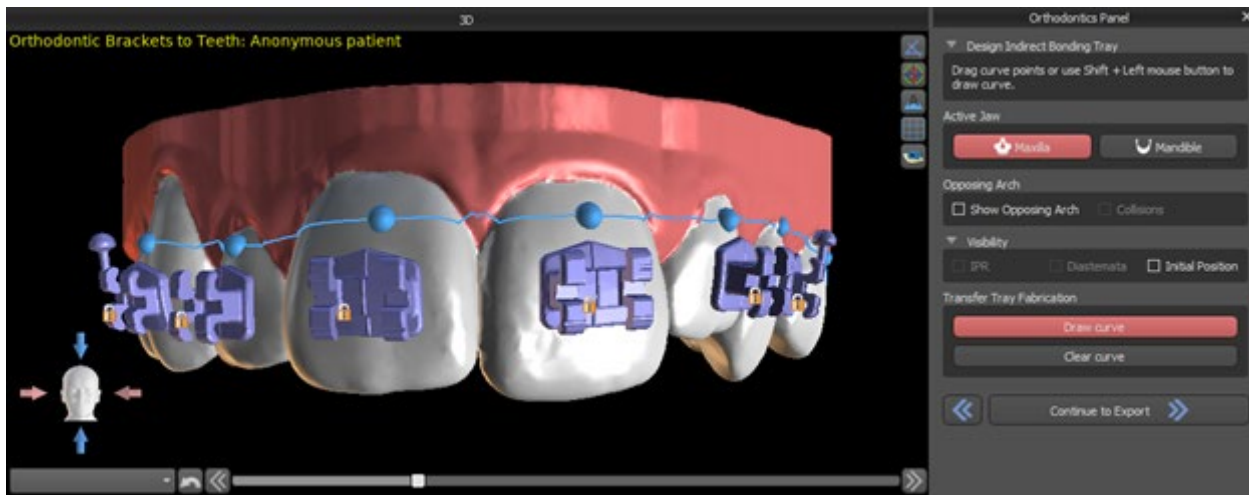 3D
Orthodontic Brackets to Teeth: Anonymous patient
Orthodontics Panel
Design Indirect Bonding Tray
Drag curve points or use Shift + Left mouse button to
draw curve.
Active Jaw
Maxilla
Mandible
Opposing Arch
Show Opposing Arch
Collisions
Visibility
IPR
Diastemata
Initial Position
Transfer Tray Fabrication
Draw curve
Clear curve
Continue to Export